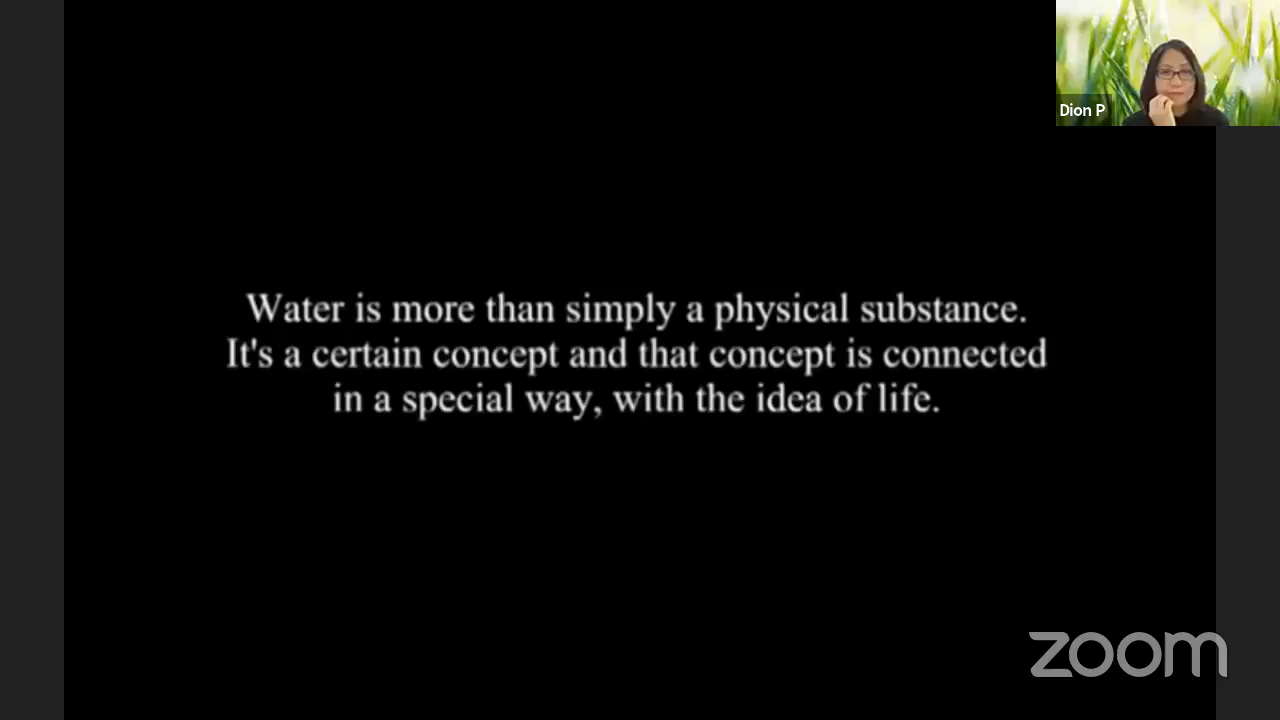 Dion P
Water is more than simply a physical substance.
It's a certain concept and that concept is connected
in a special way, with the idea of life.
zoom